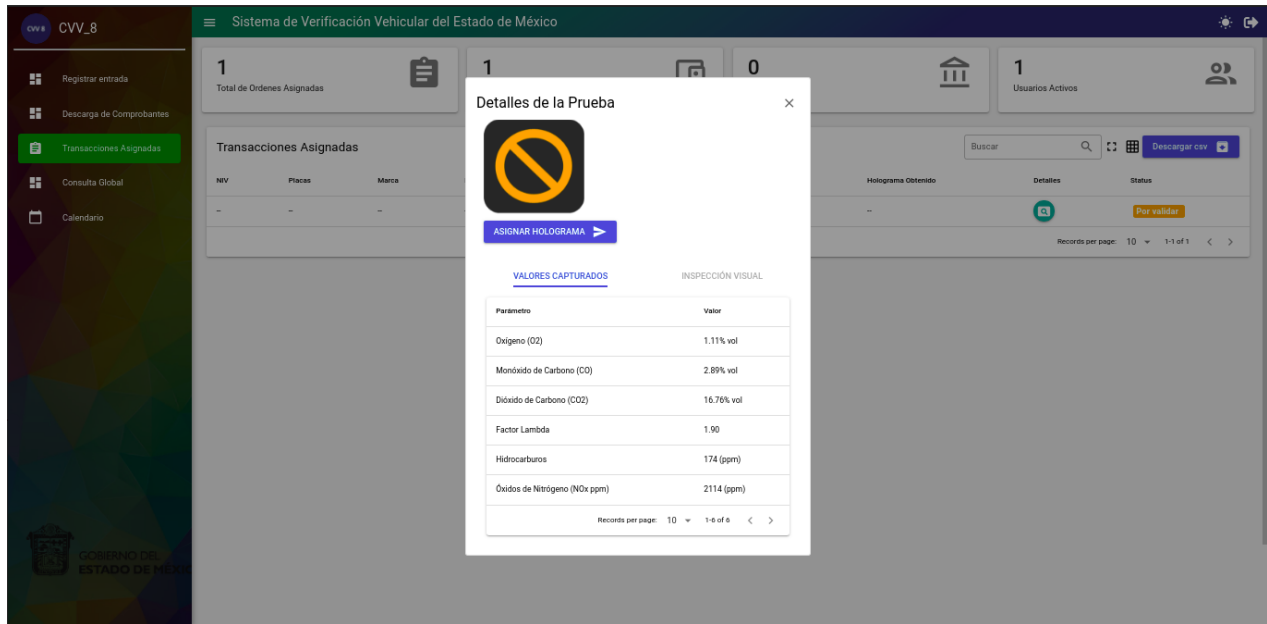 CVV 8
CVV_8
Sistema de Verificación Vehicular del Estado de México
Registrar entrada
Descarga de Comprobantes
Transacciones Asignadas
Consulta Global
Calendario
GOBIERNO DEL
ESTADO DE MÉXIC
1
Total de Ordenes Asignadas
1
0
1
Usuarios Activos
Transacciones Asignadas
Buscar
Descargar csv
NIV Placas Marca Holograma Obtenido Detalles Status
-- -- -- -- Por validar
Records per page: 10 1-1 of 1
Detalles de la Prueba
ASIGNAR HOLOGRAMA
VALORES CAPTURADOS INSPECCIÓN VISUAL
Parámetro Valor
Oxígeno (O2) 1.11% vol
Monóxido de Carbono (CO) 2.89% vol
Dióxido de Carbono (CO2) 16.76% vol
Factor Lambda 1.90
Hidrocarburos 174 (ppm)
Óxidos de Nitrógeno (NOx ppm) 2114 (ppm)
Records per page: 10 1-6 of 6